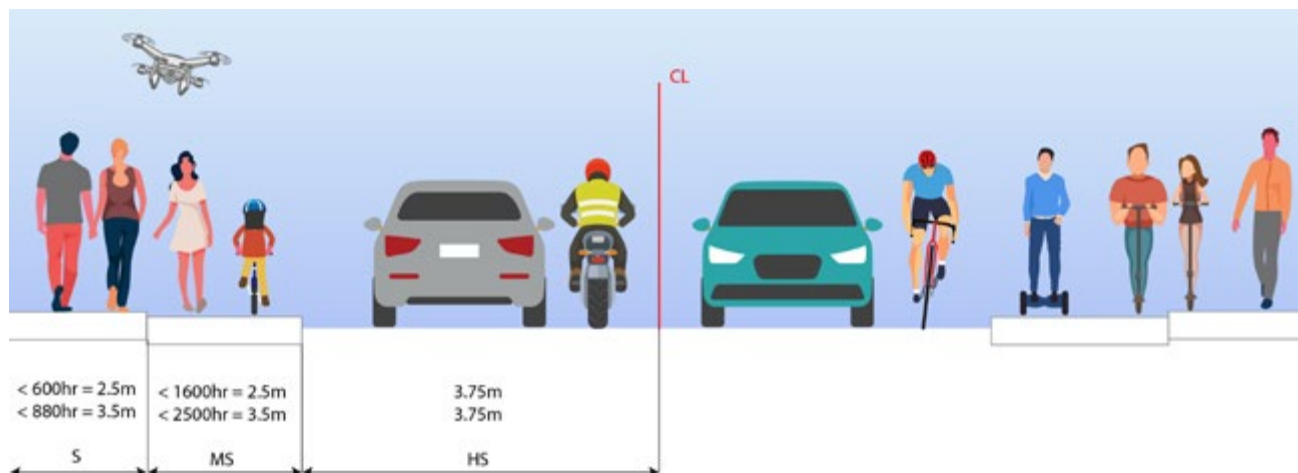 CL
< 600hr = 2.5m
< 880hr = 3.5m
< 1600hr = 2.5m
< 2500hr = 3.5m
3.75m
3.75m
S
MS
HS